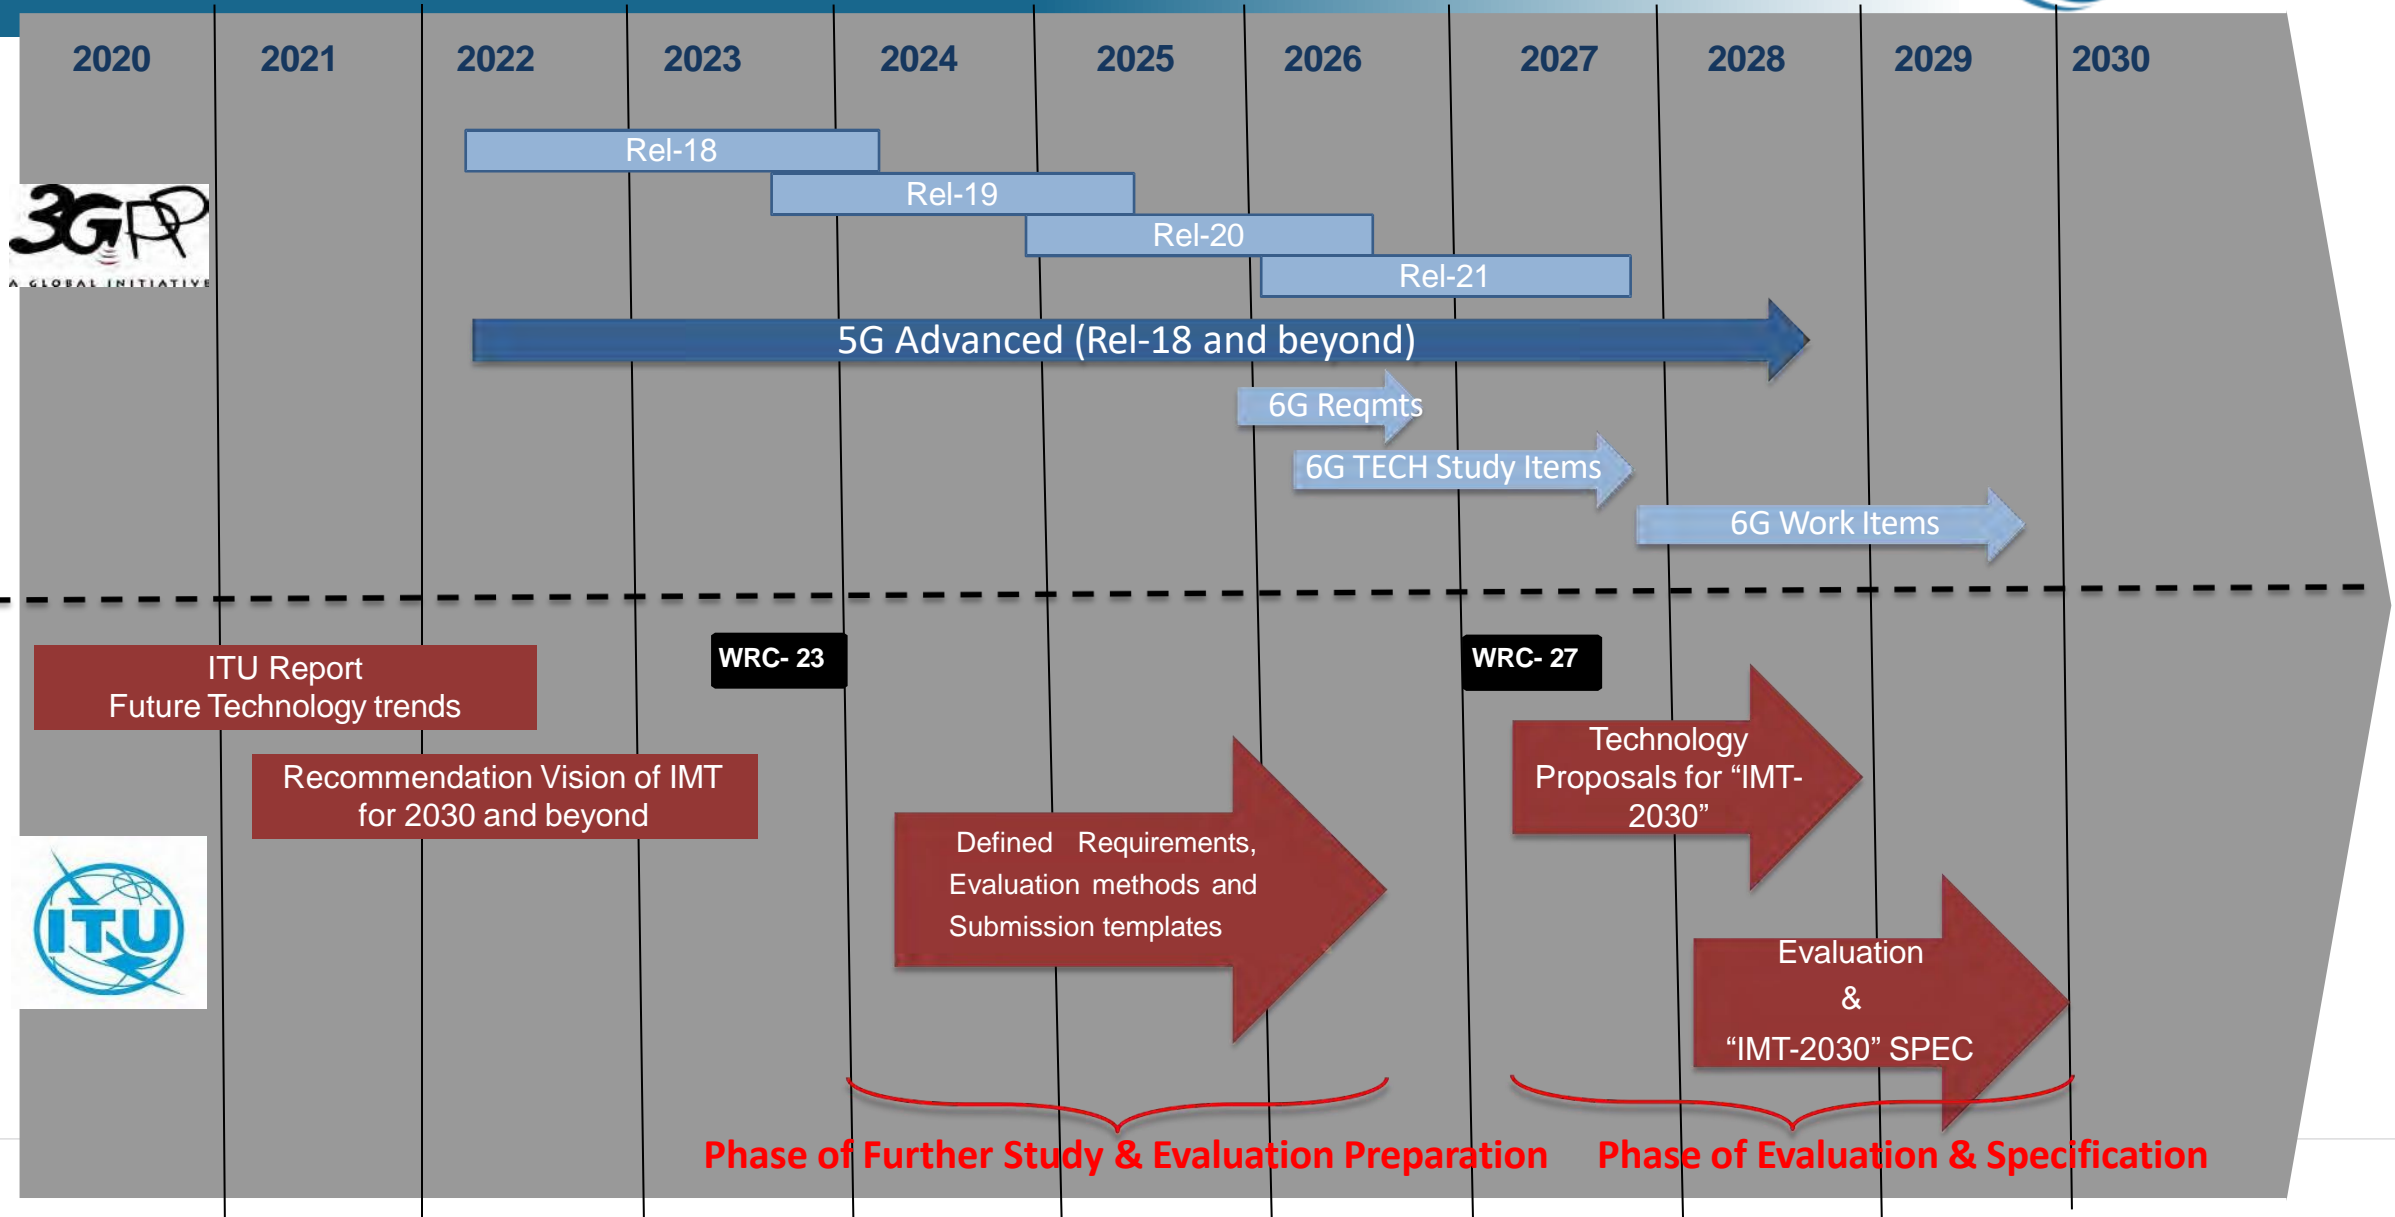 2020 2021 2022 2023 2024 2025 2026 2027 2028 2029 2030
Rel-18
3GPP
A GLOBAL INITIATIVE
Rel-19
Rel-20
Rel-21
5G Advanced (Rel-18 and beyond)
6G Reqmts
6G TECH Study Items
6G Work Items
WRC- 23
WRC- 27
ITU Report
Future Technology trends
Recommendation Vision of IMT
for 2030 and beyond
Technology
Proposals for “IMT-
2030”
Defined Requirements,
Evaluation methods and
Submission templates
ITU
Evaluation
&
“IMT-2030” SPEC
Phase of Further Study & Evaluation Preparation
Phase of Evaluation & Specification